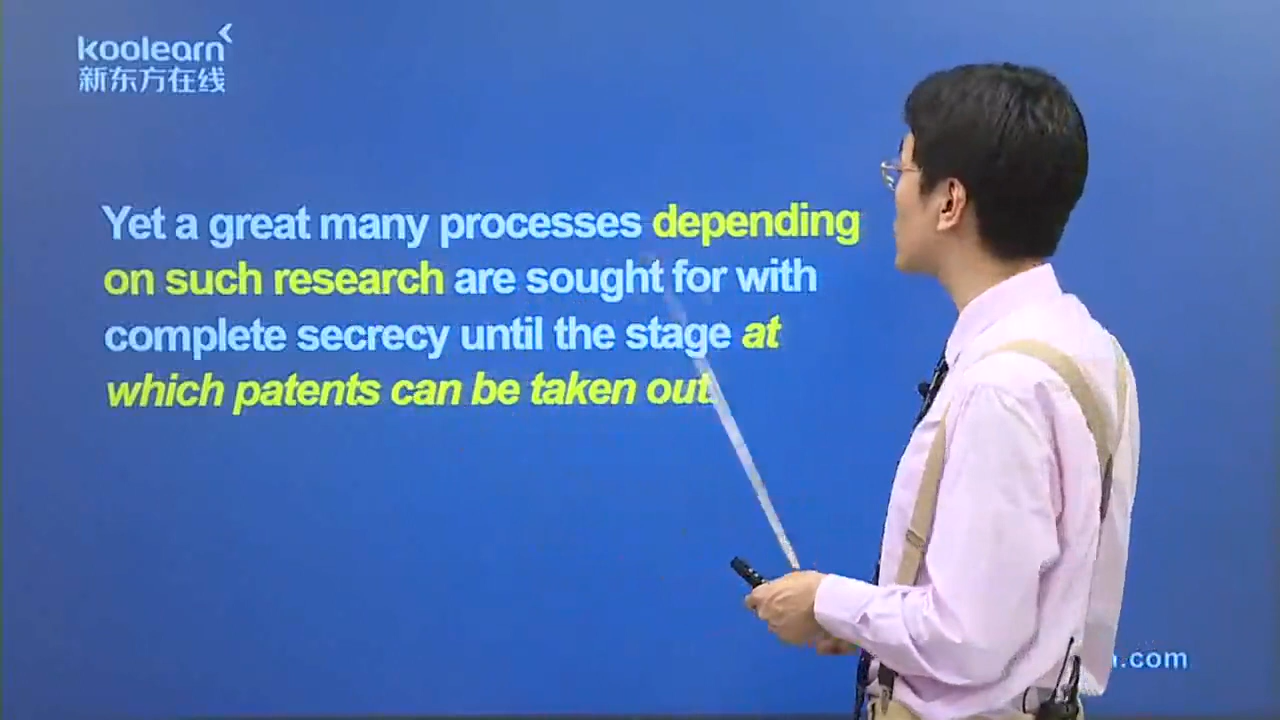 koolearn
新东方在线
Yet a great many processes depending
on such research are sought for with
complete secrecy until the stage at
which patents can be taken out.
.com